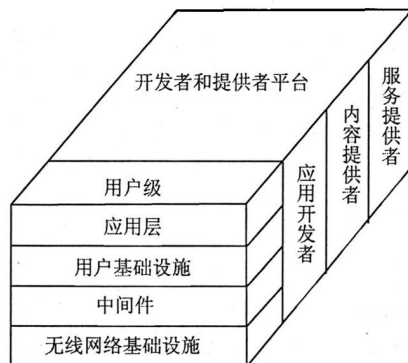 开发者和提供者平台
用户级
应用层
用户基础设施
中间件
无线网络基础设施
应用开发者
内容提供者
服务提供者